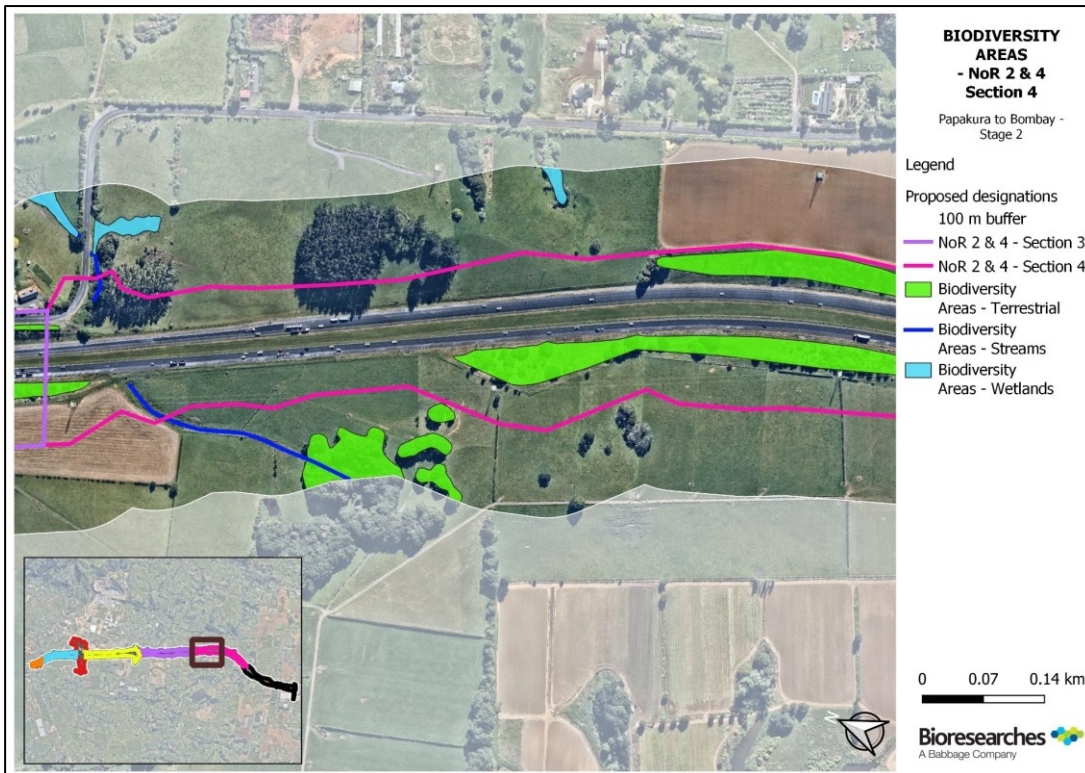 BIODIVERSITY
AREAS
- NoR 2 & 4
Section 4
Papakura to Bombay -
Stage 2
Legend
Proposed designations
100 m buffer
NoR 2 & 4 - Section 3
NoR 2 & 4 - Section 4
Biodiversity
Areas - Terrestrial
Biodiversity
Areas - Streams
Biodiversity
Areas - Wetlands
0 0.07 0.14 km
Bioresearches
A Babbage Company